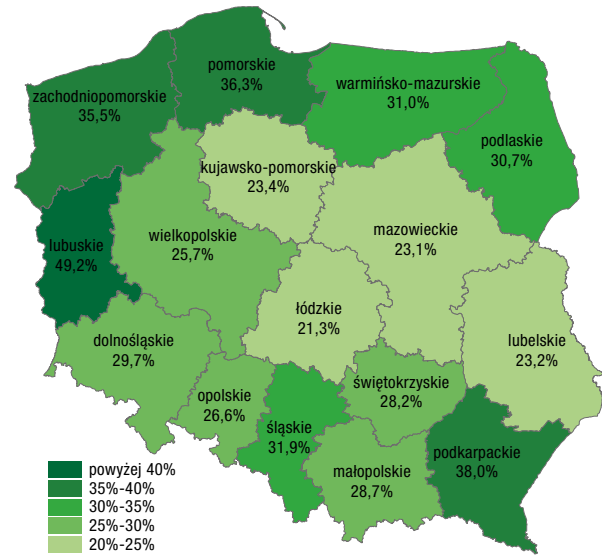 pomorskie
36,3%
warmińsko-mazurskie
31,0%
zachodniopomorskie
35,5%
podlaskie
30,7%
kujawsko-pomorskie
23,4%
mazowieckie
23,1%
wielkopolskie
25,7%
lubuskie
49,2%
łódzkie
21,3%
lubelskie
23,2%
dolnośląskie
29,7%
świętokrzyskie
28,2%
opolskie
26,6%
śląskie
31,9%
podkarpackie
38,0%
małopolskie
28,7%
powyżej 40%
35%-40%
30%-35%
25%-30%
20%-25%